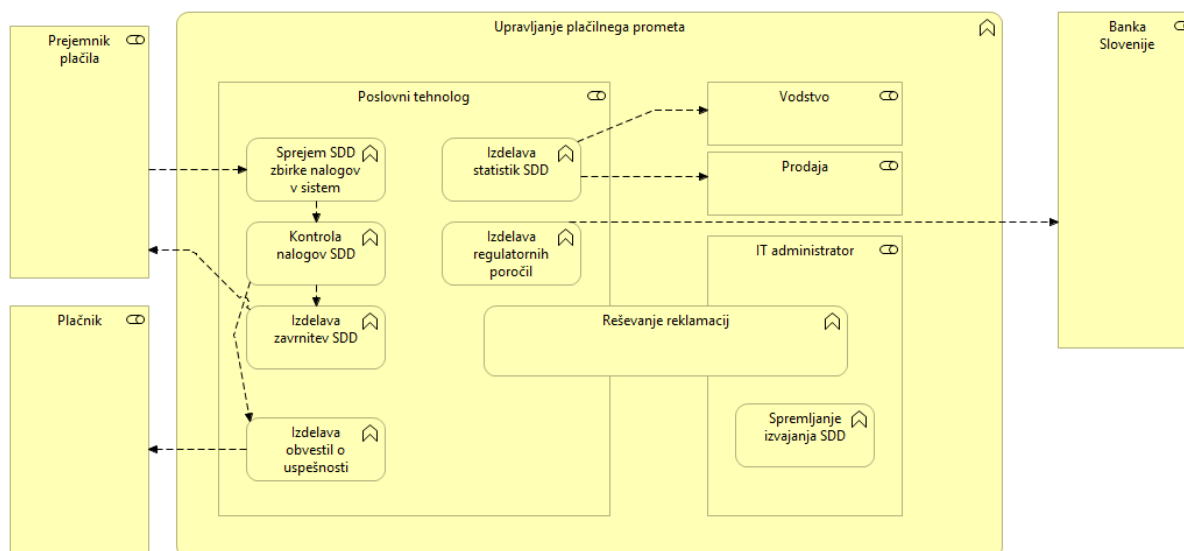 Upravljanje plačilnega prometa
Prejemnik
plačila
Banka
Slovenije
Poslovni tehnolog
Vodstvo
Sprejem SDD
zbirke nalogov
v sistem
Izdelava
statistik SDD
Prodaja
Kontrola
nalogov SDD
Izdelava
regulatornih
poročil
IT administrator
Plačnik
Izdelava
zavrnitev SDD
Reševanje reklamacij
Izdelava
obvestil o
uspešnosti
Spremljanje
izvajanja SDD